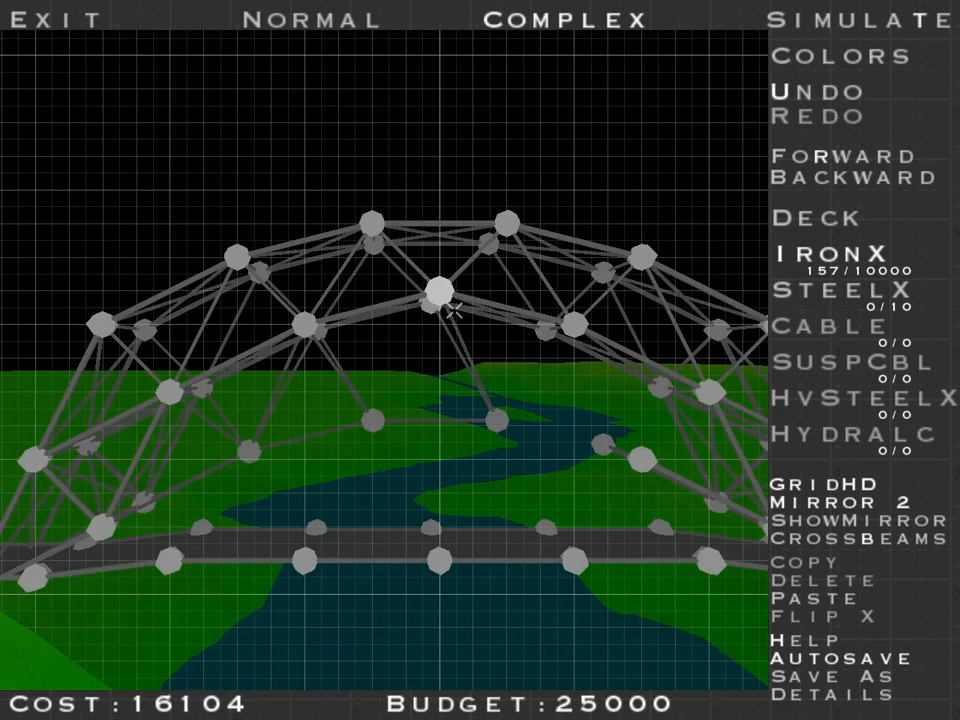 EXIT NORMAL COMPLEX SIMULATE
COLORS
UNDO
REDO
FORWARD
BACKWARD
DECK
IRONX
157/10000
STEELX
0/10
CABLE
0/0
SUSPCBL
0/0
HVSTEELX
0/0
HYDRALC
0/0
GRIDHD
MIRROR 2
SHOWMIRROR
CROSSBEAMS
COPY
DELETE
PASTE
FLIP X
HELP
AUTOSAVE
SAVE AS
DETAILS
COST:16104 BUDGET:25000